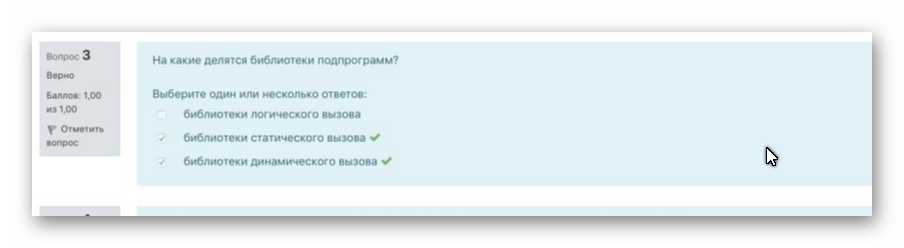 Вопрос 3
Верно
Баллов: 1,00
из 1,00
Отметить
вопрос
На какие делятся библиотеки подпрограмм?
Выберите один или несколько ответов:
библиотеки логического вызова
библиотеки статического вызова
библиотеки динамического вызова